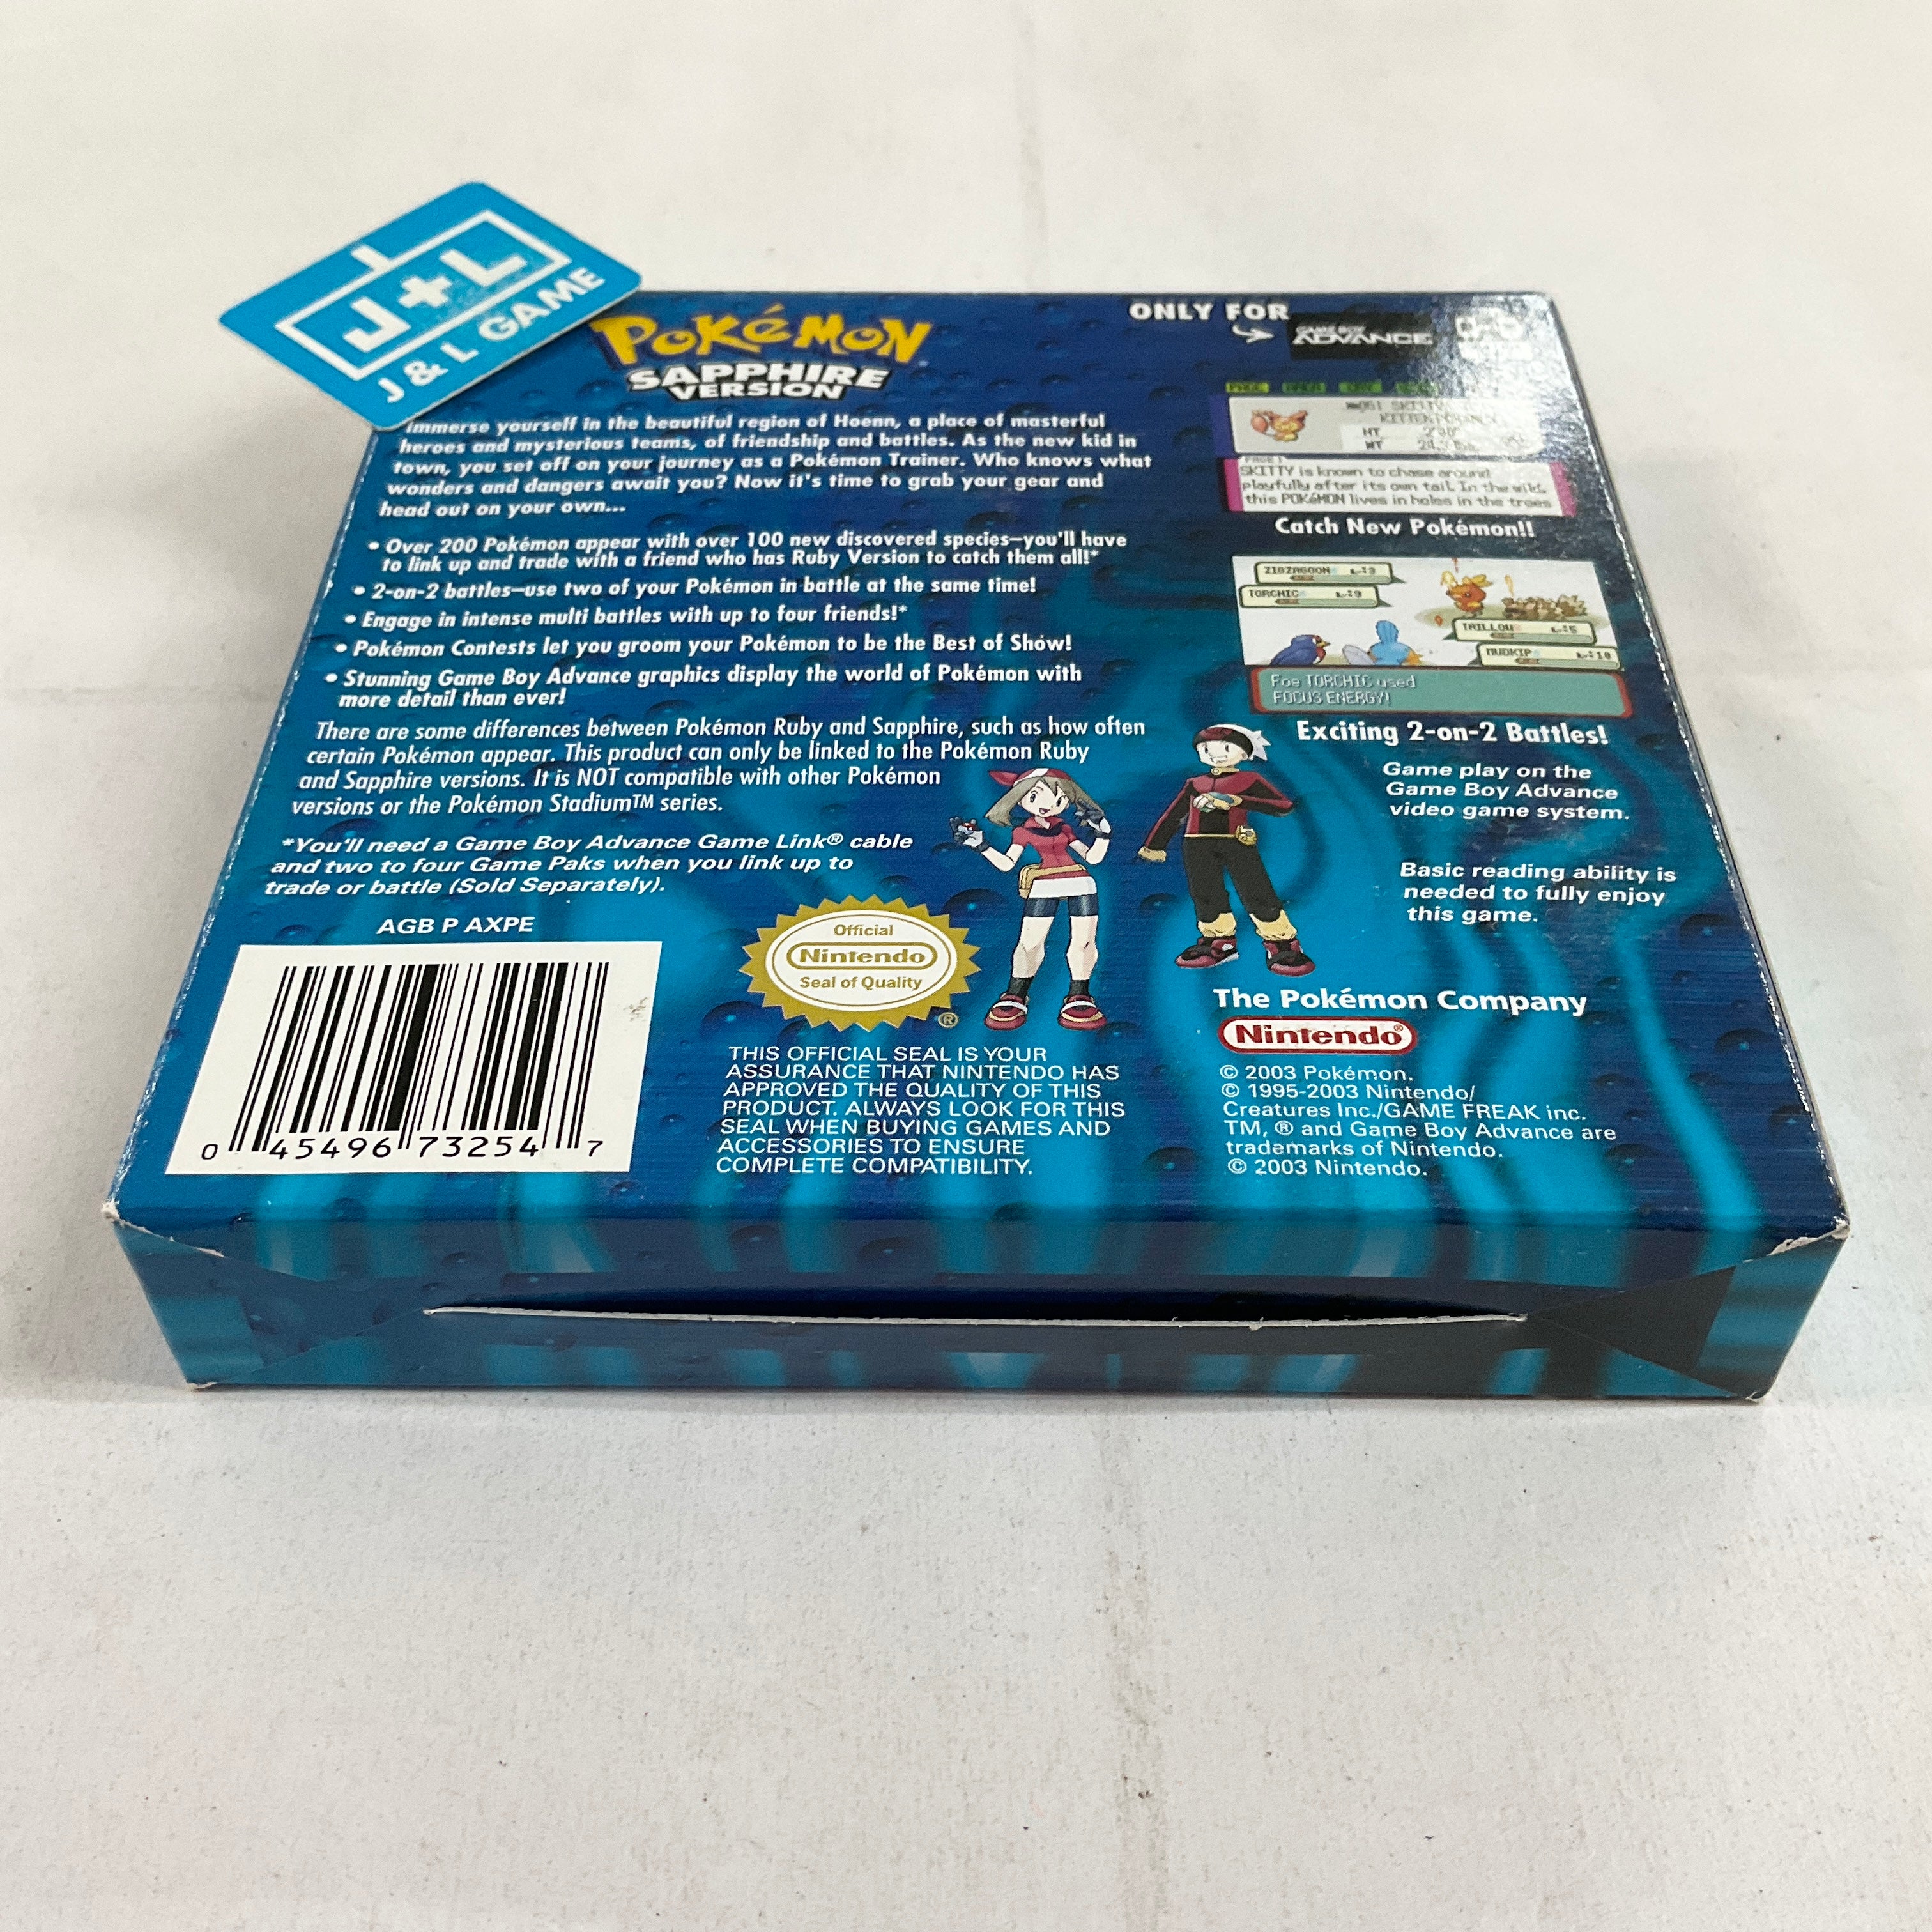 J+L
J & L GAME
POKéMON
SAPPHIRE
VERSION
Immerse yourself in the beautiful region of Hoenn, a place of masterful
heroes and mysterious teams, of friendship and battles. As the new kid in
town, you set off on your journey as a Pokémon Trainer. Who knows what
wonders and dangers await you? Now it's time to grab your gear and
head out on your own...
• Over 200 Pokémon appear with over 100 new discovered species—you'll have
to link up and trade with a friend who has Ruby Version to catch them all!*
• 2-on-2 battles—use two of your Pokémon in battle at the same time!
• Engage in intense multi battles with up to four friends!*
• Pokémon Contests let you groom your Pokémon to be the Best of Show!
• Stunning Game Boy Advance graphics display the world of Pokémon with
more detail than ever!
There are some differences between Pokémon Ruby and Sapphire, such as how often
certain Pokémon appear. This product can only be linked to the Pokémon Ruby
and Sapphire versions. It is NOT compatible with other Pokémon
versions or the Pokémon Stadium™ series.
*You'll need a Game Boy Advance Game Link® cable
and two to four Game Paks when you link up to
trade or battle (Sold Separately).
AGB P AXPE
0 45496 73254 7
Official
Nintendo
Seal of Quality
®
THIS OFFICIAL SEAL IS YOUR
ASSURANCE THAT NINTENDO HAS
APPROVED THE QUALITY OF THIS
PRODUCT. ALWAYS LOOK FOR THIS
SEAL WHEN BUYING GAMES AND
ACCESSORIES TO ENSURE
COMPLETE COMPATIBILITY.
ONLY FOR
GAME BOY
ADVANCE
SKITTY
HT
WT
SKITTY is known to chase around
playfully after its own tail. In the wild,
this POKéMON lives in holes in the trees
Catch New Pokémon!!
ZIGZAGOON Lv:9
TORCHIC Lv:9
TAILLOW Lv:5
MUDKIP Lv:10
Foe TORCHIC used
FOCUS ENERGY!
Exciting 2-on-2 Battles!
Game play on the
Game Boy Advance
video game system.
Basic reading ability is
needed to fully enjoy
this game.
The Pokémon Company
Nintendo®
© 2003 Pokémon.
© 1995-2003 Nintendo/
Creatures Inc./GAME FREAK inc.
TM, ® and Game Boy Advance are
trademarks of Nintendo.
© 2003 Nintendo.